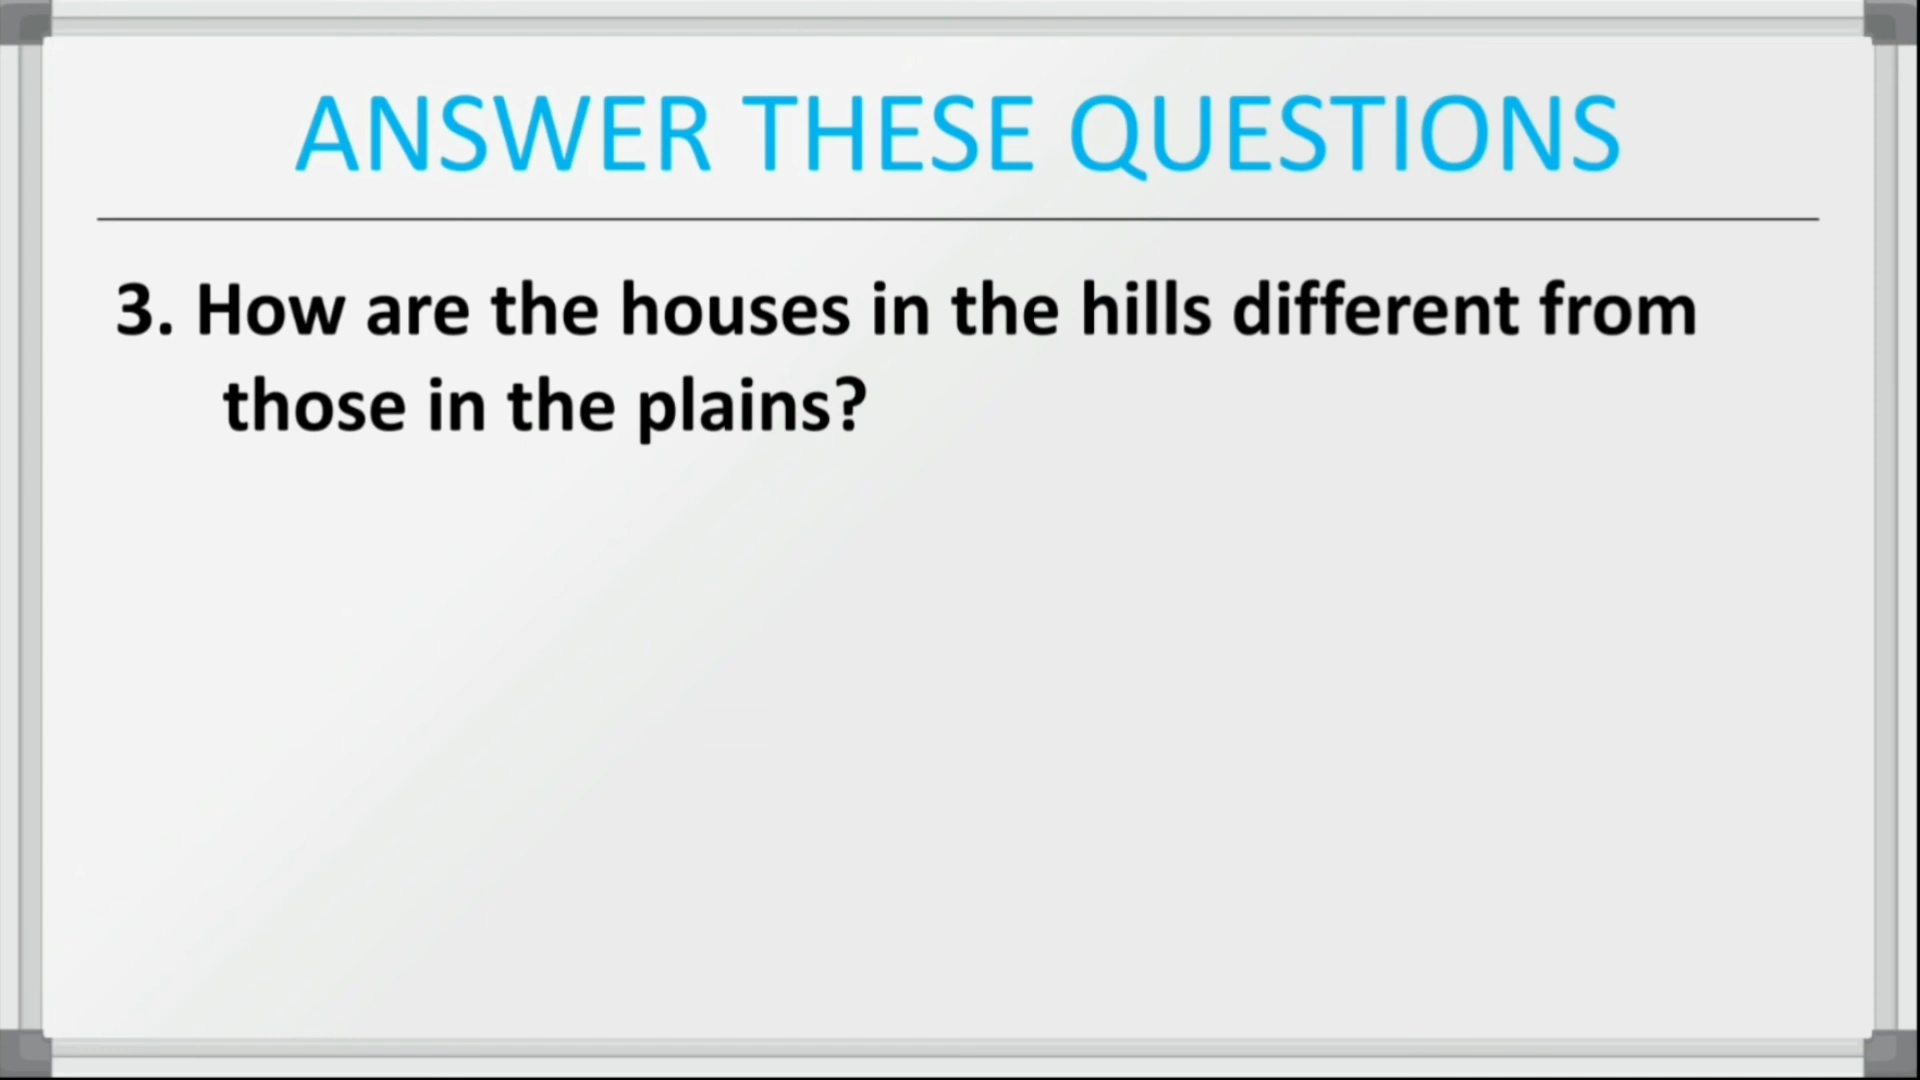 ANSWER THESE QUESTIONS
3. How are the houses in the hills different from
those in the plains?